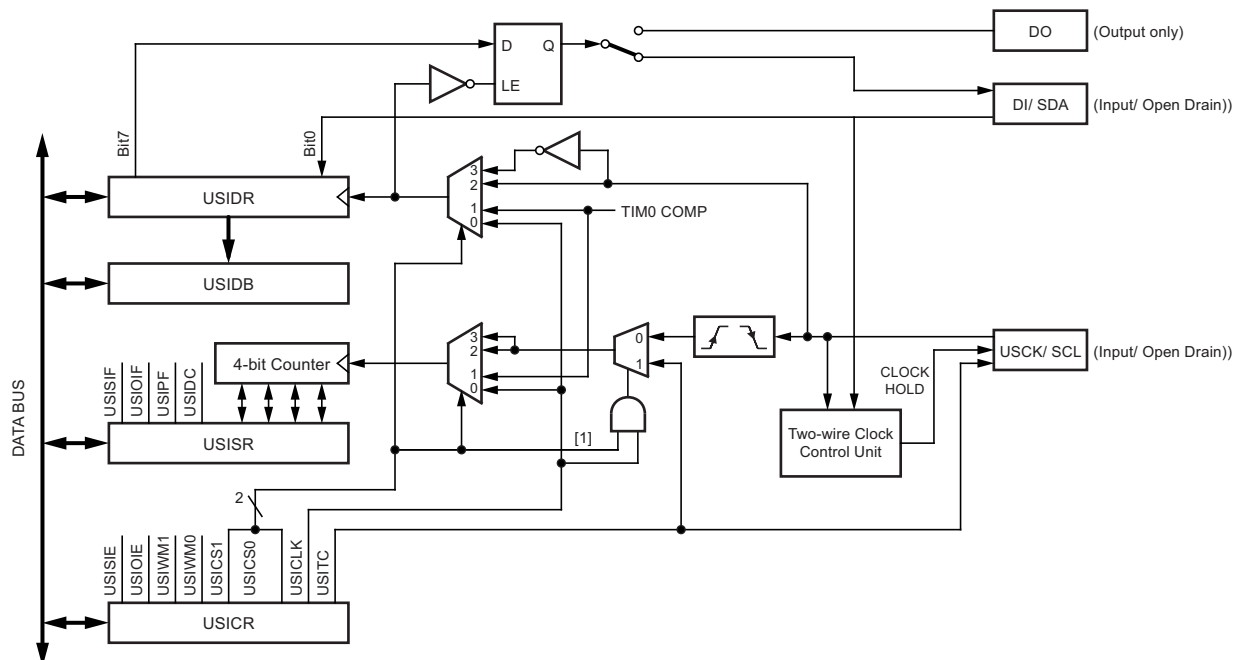 DO (Output only)
D Q
LE
DI/ SDA (Input/ Open Drain))
Bit7
Bit0
3
2
1
0
USIDR
TIM0 COMP
USIDB
3
2
1
0
0
1
4-bit Counter
USCK/ SCL (Input/ Open Drain))
CLOCK
HOLD
USISIF
USIOIF
USIPF
USIDC
DATA BUS
USISR
[1]
Two-wire Clock
Control Unit
2
USISIE
USIOIE
USIWM1
USIWM0
USICS1
USICS0
USICLK
USITC
USICR